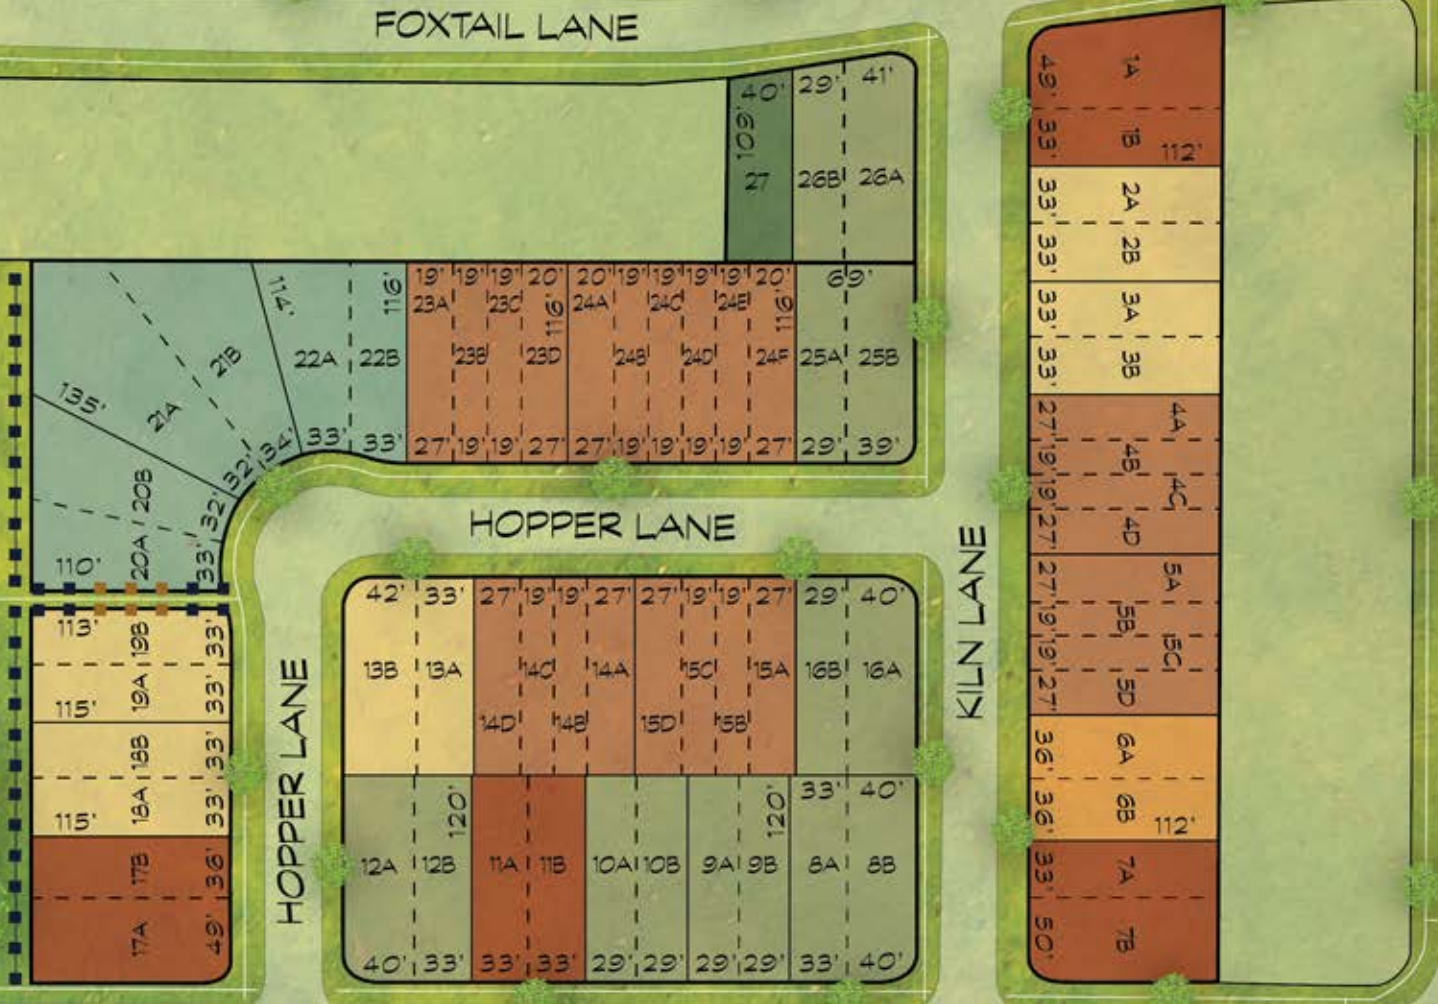 FOXTAIL LANE
40' 29' 41'
109'
27 26B 26A
49' 1A
33' 1B 112'
33' 2A
33' 2B
33' 3A
33' 3B
27' 4A
19' 4B
19' 4C
27' 4D
27' 5A
19' 5B
19' 5C
27' 5D
36' 6A
36' 6B 112'
33' 7A
50' 7B
114' 116' 19' 19' 19' 20' 20' 19' 19' 19' 19' 20' 69'
23A 23C 116' 24A 24C 24E 116'
21B 22A 22B 23B 23D 24B 24D 24F 25A 25B
135' 21A
32' 34' 33' 33' 27' 19' 19' 27' 27' 19' 19' 19' 19' 27' 29' 39'
20B 32'
110' 20A 33'
HOPPER LANE
KILN LANE
113' 19B 33'
115' 19A 33'
18B 33'
115' 18A 33'
17B 36'
17A 49'
HOPPER LANE
42' 33' 27' 19' 19' 27' 27' 19' 19' 27' 29' 40'
13B 13A 14C 14A 15C 15A 16B 16A
14D 14B 15D 15B
120' 120' 33' 40'
12A 12B 11A 11B 10A 10B 9A 9B 8A 8B
40' 33' 33' 33' 29' 29' 29' 29' 33' 40'